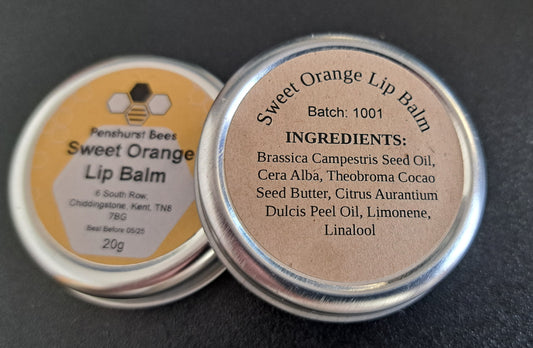 Penshurst Bees
Sweet Orange
Lip Balm
6 South Row,
Chiddingstone, Kent, TN8
7BG
Best Before 05/25
20g
Sweet Orange Lip Balm
Batch: 1001
INGREDIENTS:
Brassica Campestris Seed Oil,
Cera Alba, Theobroma Cocao
Seed Butter, Citrus Aurantium
Dulcis Peel Oil, Limonene,
Linalool